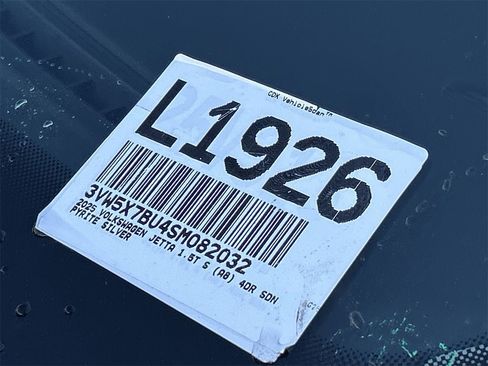 CDK VehicleScan™
L1926
3VW5X7BU4SM082032
2025 VOLKSWAGEN JETTA 1.5T S (A8) 4DR SDN
PYRITE SILVER